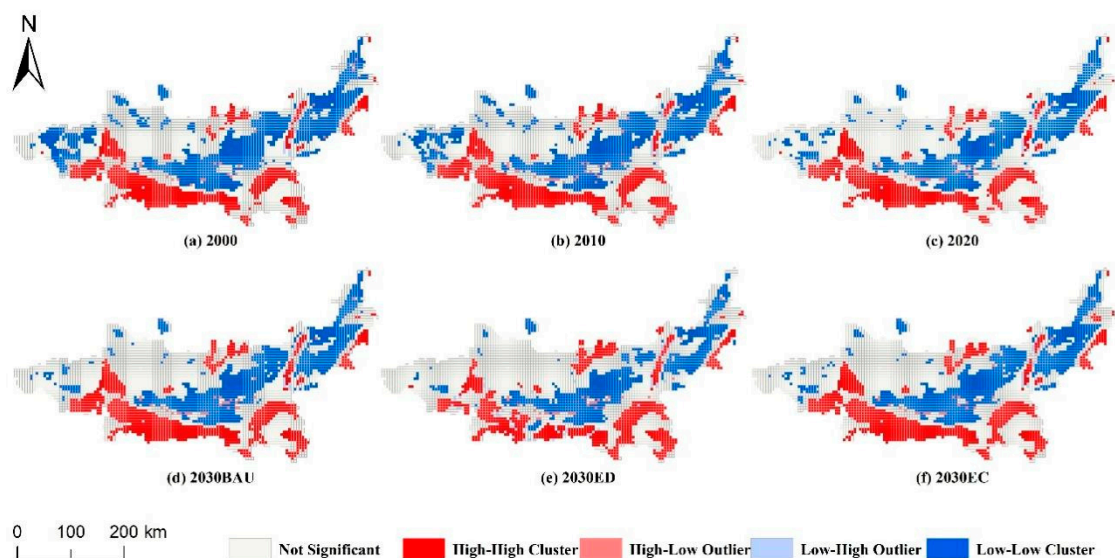 N
(a) 2000
(b) 2010
(c) 2020
(d) 2030BAU
(e) 2030ED
(f) 2030EC
0 100 200 km
Not Significant High-High Cluster High-Low Outlier Low-High Outlier Low-Low Cluster